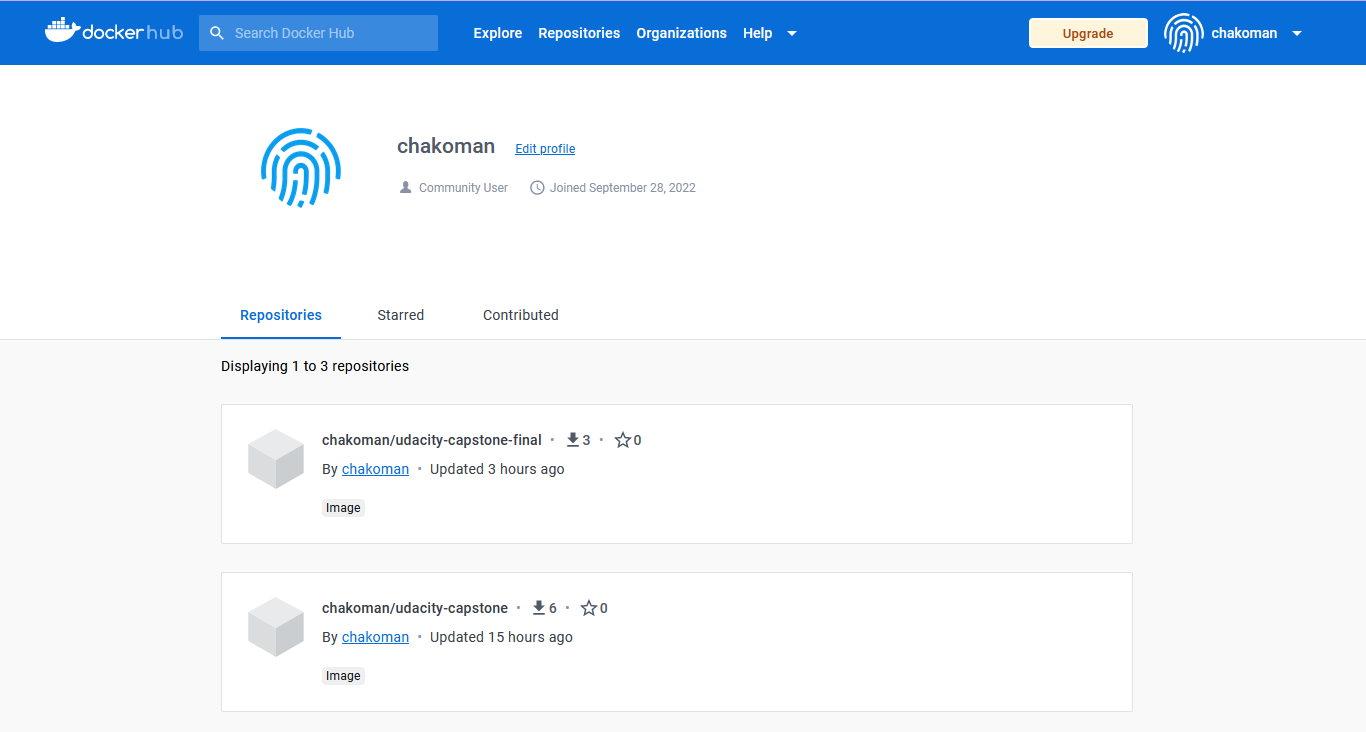 docker hub Search Docker Hub Explore Repositories Organizations Help Upgrade chakoman
chakoman Edit profile
Community User Joined September 28, 2022
Repositories Starred Contributed
Displaying 1 to 3 repositories
chakoman/udacity-capstone-final • 3 • 0
By chakoman • Updated 3 hours ago
Image
chakoman/udacity-capstone • 6 • 0
By chakoman • Updated 15 hours ago
Image